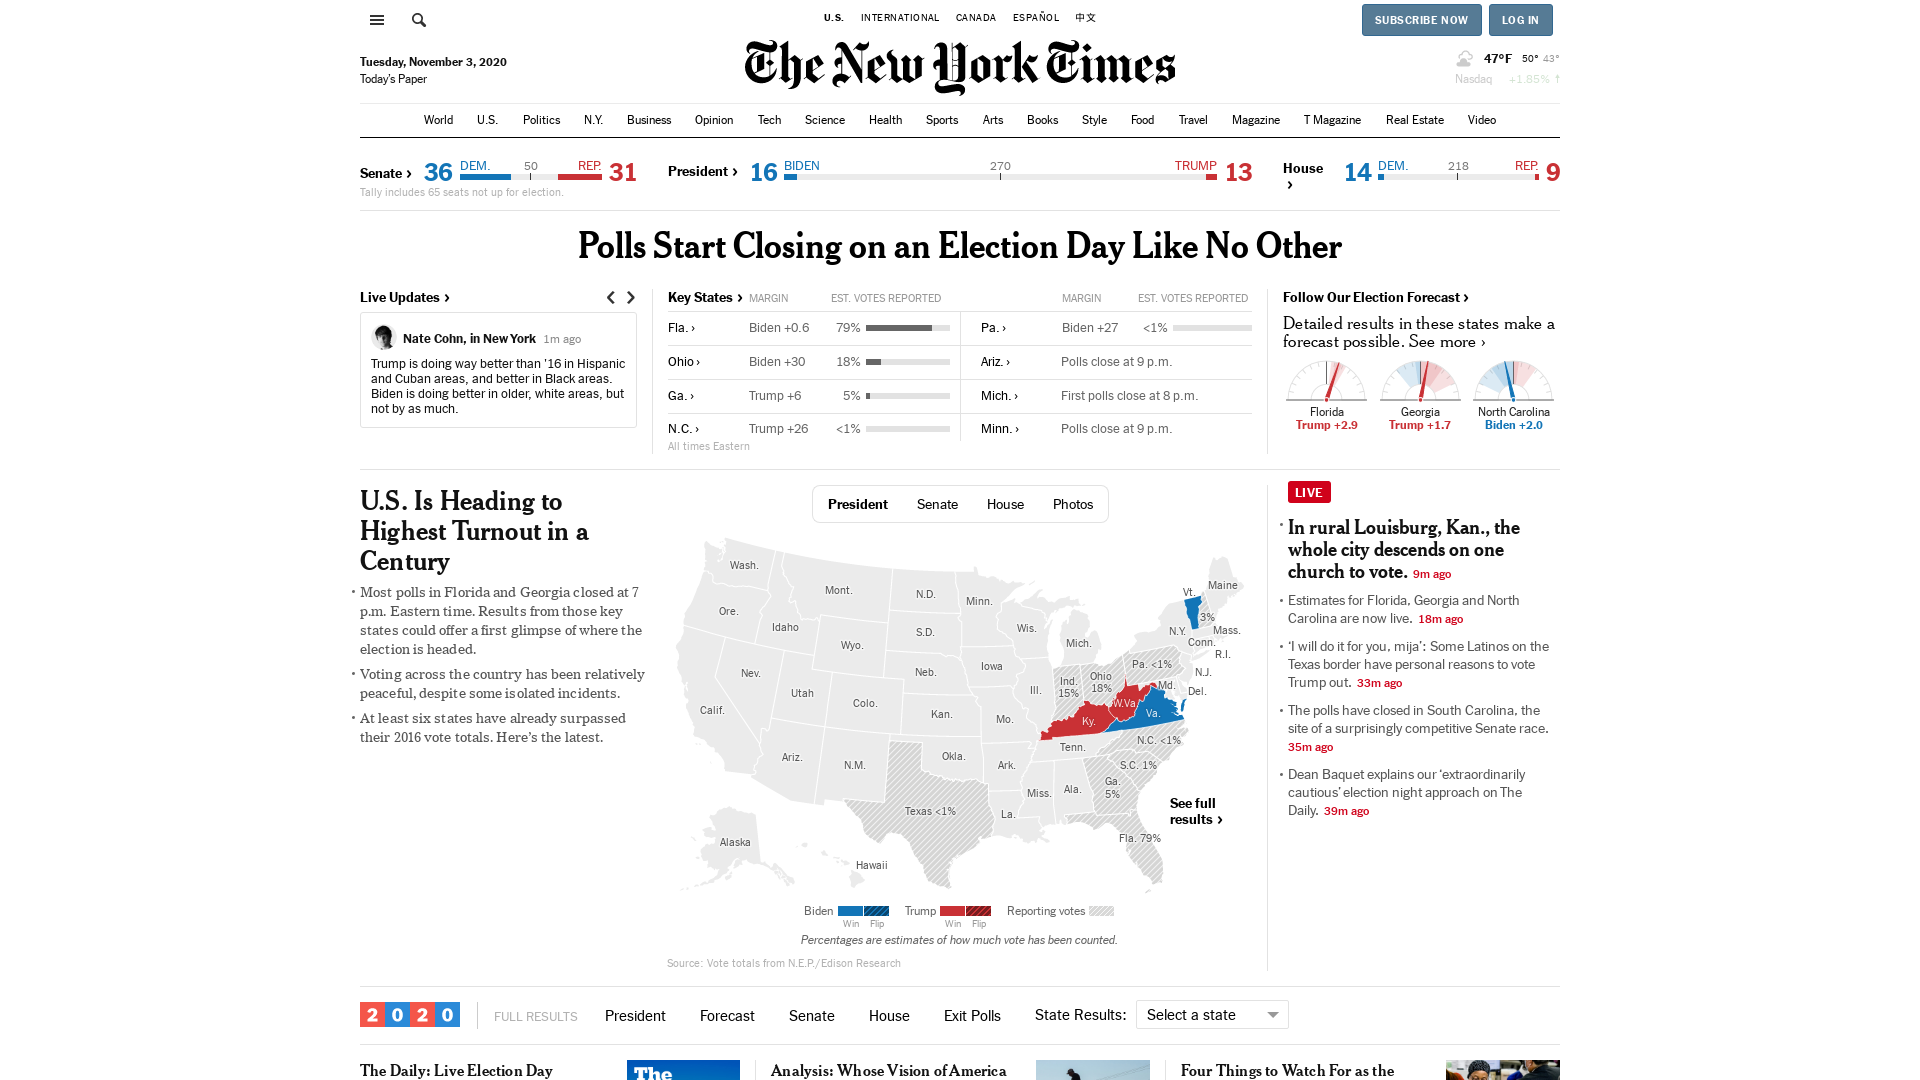 U.S. INTERNATIONAL CANADA ESPAÑOL 中文
SUBSCRIBE NOW LOG IN
Tuesday, November 3, 2020
Today's Paper
The New York Times
47°F 50° 43°
Nasdaq +1.85% ↑
World U.S. Politics N.Y. Business Opinion Tech Science Health Sports Arts Books Style Food Travel Magazine T Magazine Real Estate Video
Senate › 36 DEM. 50 REP. 31
Tally includes 65 seats not up for election.
President › 16 BIDEN 270 TRUMP 13
House › 14 DEM. 218 REP. 9
Polls Start Closing on an Election Day Like No Other
Live Updates ›
Nate Cohn, in New York 1m ago
Trump is doing way better than '16 in Hispanic
and Cuban areas, and better in Black areas.
Biden is doing better in older, white areas, but
not by as much.
Key States › MARGIN EST. VOTES REPORTED MARGIN EST. VOTES REPORTED
Fla. › Biden +0.6 79% Pa. › Biden +27 <1%
Ohio › Biden +30 18% Ariz. › Polls close at 9 p.m.
Ga. › Trump +6 5% Mich. › First polls close at 8 p.m.
N.C. › Trump +26 <1% Minn. › Polls close at 9 p.m.
All times Eastern
Follow Our Election Forecast ›
Detailed results in these states make a
forecast possible. See more ›
Florida Georgia North Carolina
Trump +2.9 Trump +1.7 Biden +2.0
U.S. Is Heading to
Highest Turnout in a
Century
• Most polls in Florida and Georgia closed at 7
p.m. Eastern time. Results from those key
states could offer a first glimpse of where the
election is headed.
• Voting across the country has been relatively
peaceful, despite some isolated incidents.
• At least six states have already surpassed
their 2016 vote totals. Here's the latest.
President Senate House Photos
Wash.
Mont.
N.D.
Minn.
Vt.
Maine
Ore.
Idaho
S.D.
Wis.
3%
N.Y.
Mass.
Wyo.
Mich.
Conn.
R.I.
Nev.
Neb.
Iowa
Pa. <1%
N.J.
Utah
Colo.
Ill.
Ind.
15%
Ohio
18%
Md.
Del.
Calif.
Kan.
Mo.
W.Va.
Va.
Ky.
Ariz.
N.M.
Okla.
Ark.
Tenn.
N.C. <1%
S.C. 1%
Texas <1%
La.
Miss.
Ala.
Ga.
5%
Alaska
Hawaii
Fla. 79%
See full
results ›
Biden Trump Reporting votes
Win Flip Win Flip
Percentages are estimates of how much vote has been counted.
Source: Vote totals from N.E.P./Edison Research
LIVE
• In rural Louisburg, Kan., the
whole city descends on one
church to vote. 9m ago
• Estimates for Florida, Georgia and North
Carolina are now live. 18m ago
• 'I will do it for you, mija': Some Latinos on the
Texas border have personal reasons to vote
Trump out. 33m ago
• The polls have closed in South Carolina, the
site of a surprisingly competitive Senate race.
35m ago
• Dean Baquet explains our 'extraordinarily
cautious' election night approach on The
Daily. 39m ago
2020 FULL RESULTS President Forecast Senate House Exit Polls State Results: Select a state
The Daily: Live Election Day
The
Analysis: Whose Vision of America
Four Things to Watch For as the